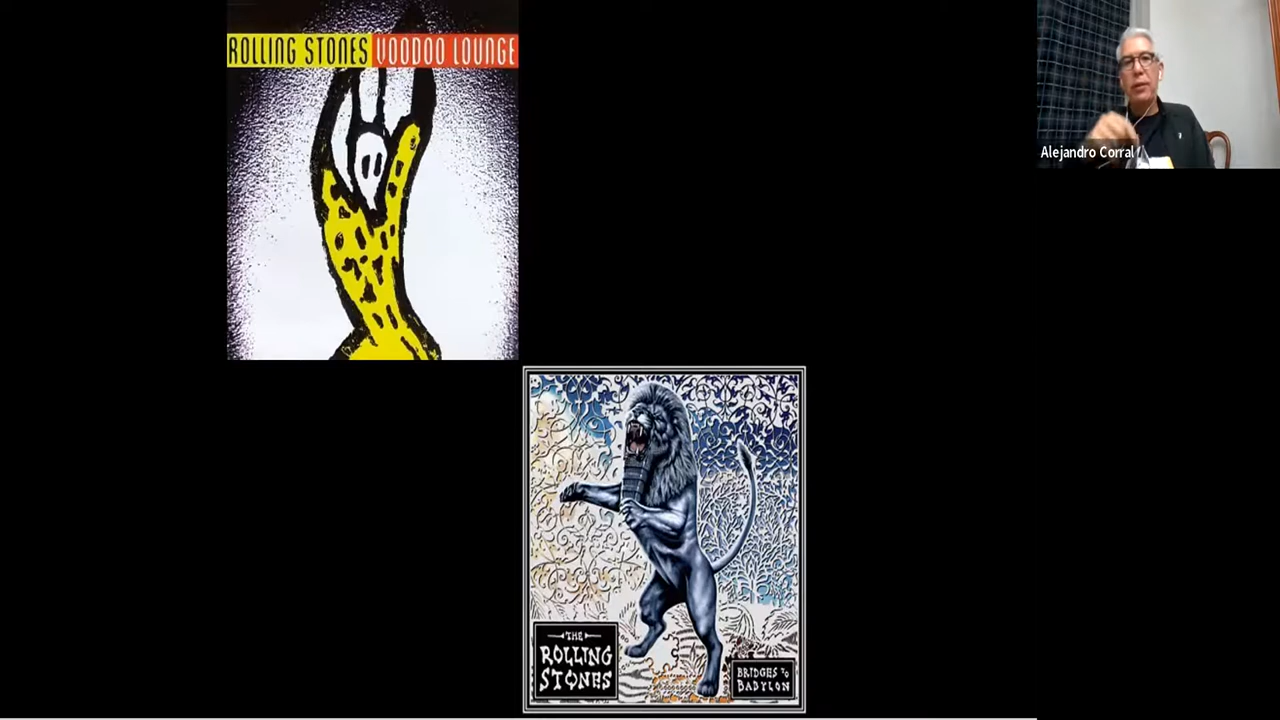 ROLLING STONES VOODOO LOUNGE
Alejandro Corral
THE
ROLLING
STONES
BRIDGES TO
BABYLON